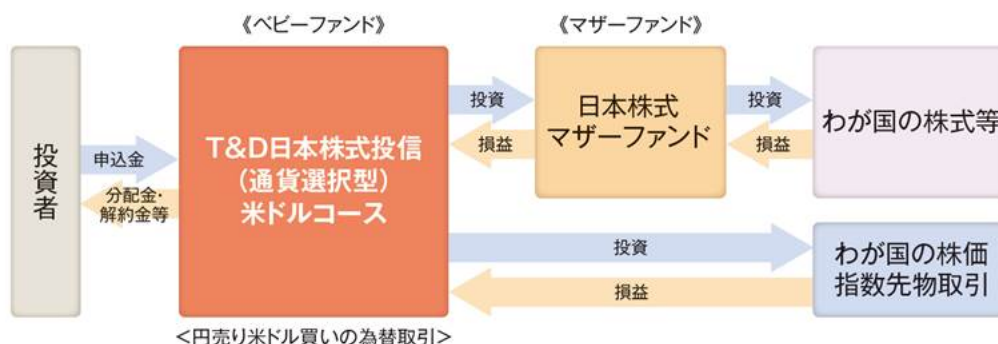 《ベビーファンド》
《マザーファンド》
投資者
申込金
分配金・
解約金等
T&D日本株式投信
(通貨選択型)
米ドルコース
投資
損益
日本株式
マザーファンド
投資
損益
わが国の株式等
投資
損益
わが国の株価
指数先物取引
<円売り米ドル買いの為替取引>